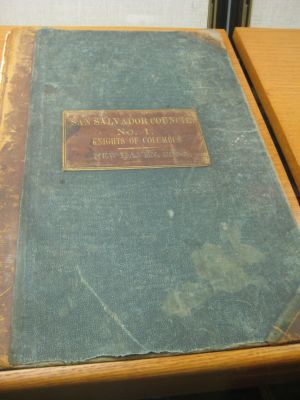 SAN SALVADOR COUNCIL
No. 1,
KNIGHTS OF COLUMBUS
NEW HAVEN, CONN.